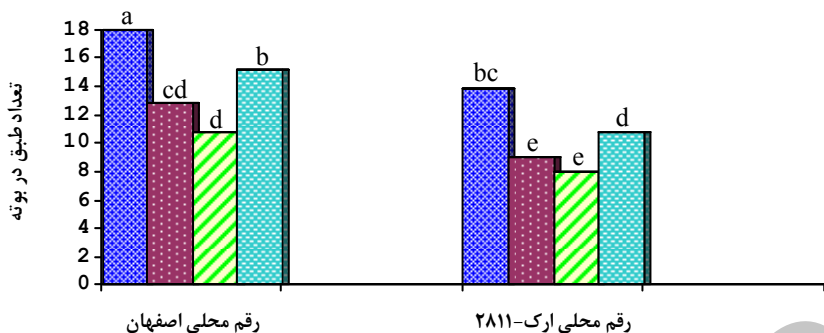 تعداد طبق در بوته
18
16
14
12
10
8
6
4
2
0
a
cd
d
b
bc
e
e
d
رقم محلی اصفهان
رقم محلی ارک-۲۸۱۱